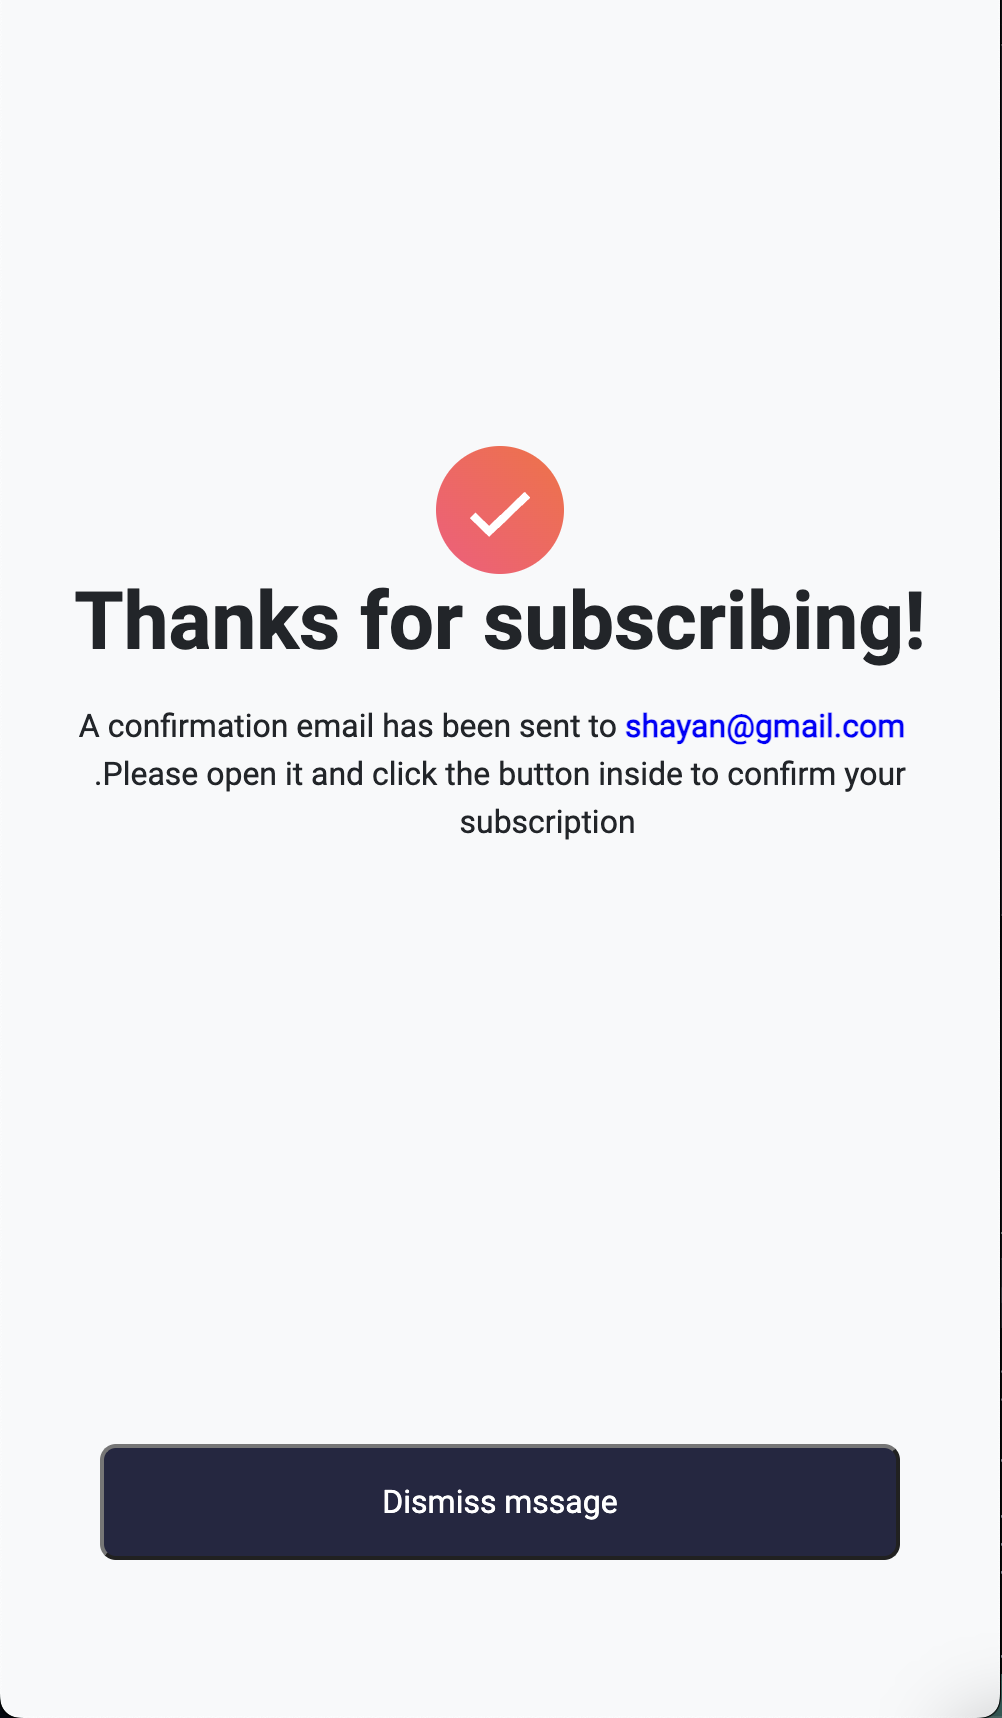 Thanks for subscribing!
A confirmation email has been sent to shayan@gmail.com
.Please open it and click the button inside to confirm your
subscription
Dismiss mssage